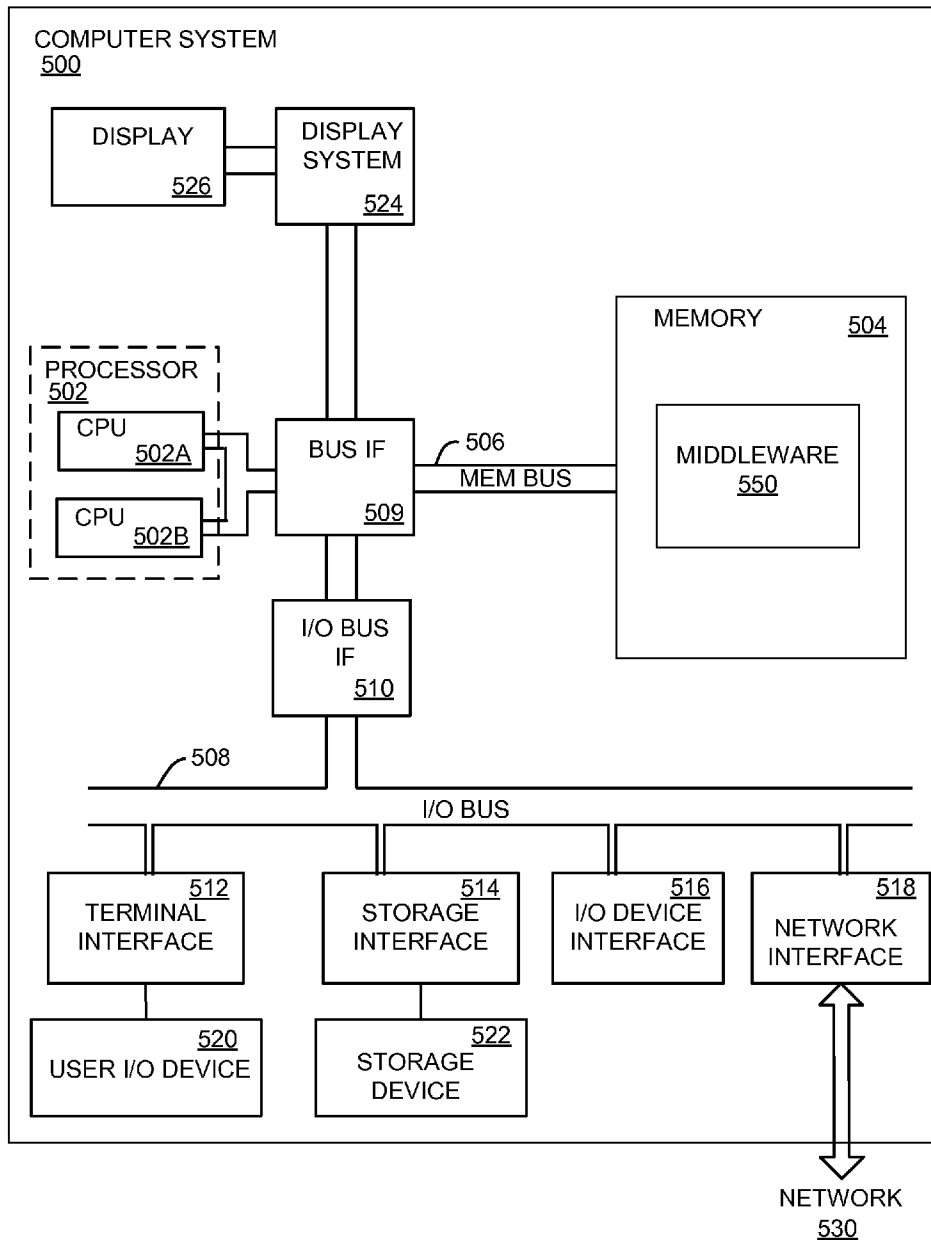 COMPUTER SYSTEM
500
DISPLAY
526
DISPLAY
SYSTEM
524
MEMORY
504
PROCESSOR
502
CPU
502A
CPU
502B
BUS IF
509
506
MEM BUS
MIDDLEWARE
550
I/O BUS
IF
510
508
I/O BUS
512
TERMINAL
INTERFACE
514
STORAGE
INTERFACE
516
I/O DEVICE
INTERFACE
518
NETWORK
INTERFACE
520
USER I/O DEVICE
522
STORAGE
DEVICE
NETWORK
530